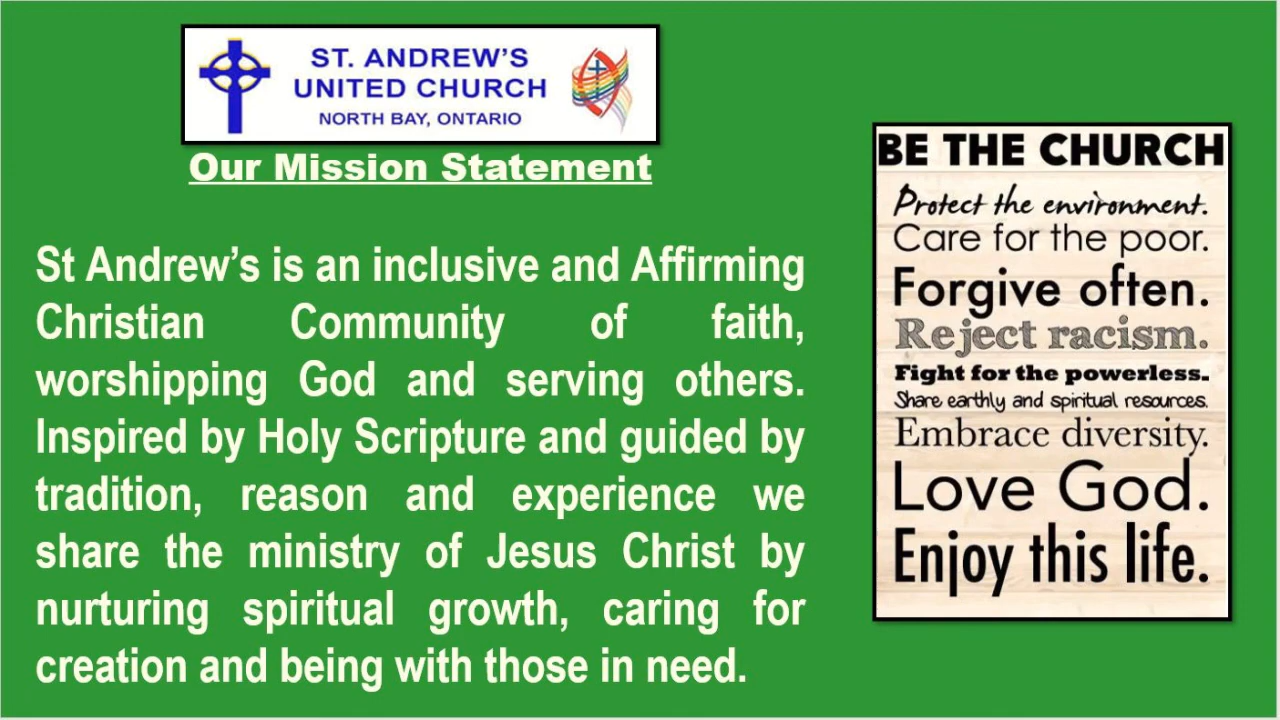 ST. ANDREW'S
UNITED CHURCH
NORTH BAY, ONTARIO
Our Mission Statement
St Andrew's is an inclusive and Affirming
Christian Community of faith,
worshipping God and serving others.
Inspired by Holy Scripture and guided by
tradition, reason and experience we
share the ministry of Jesus Christ by
nurturing spiritual growth, caring for
creation and being with those in need.
BE THE CHURCH
Protect the environment.
Care for the poor.
Forgive often.
Reject racism.
Fight for the powerless.
Share earthly and spiritual resources.
Embrace diversity.
Love God.
Enjoy this life.